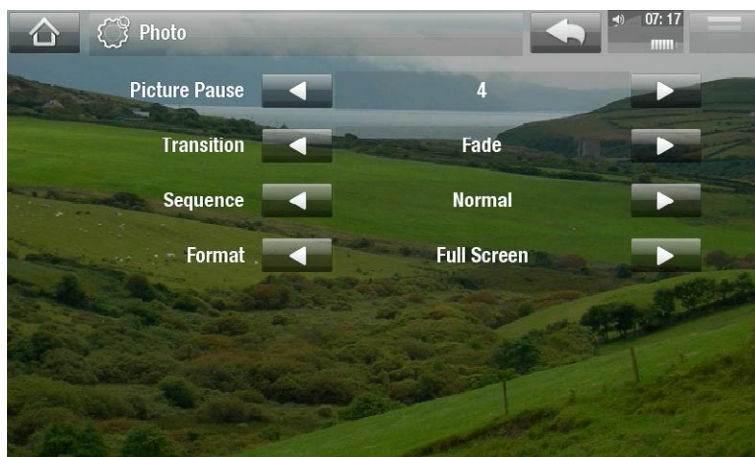 Photo
07:17
Picture Pause 4
Transition Fade
Sequence Normal
Format Full Screen